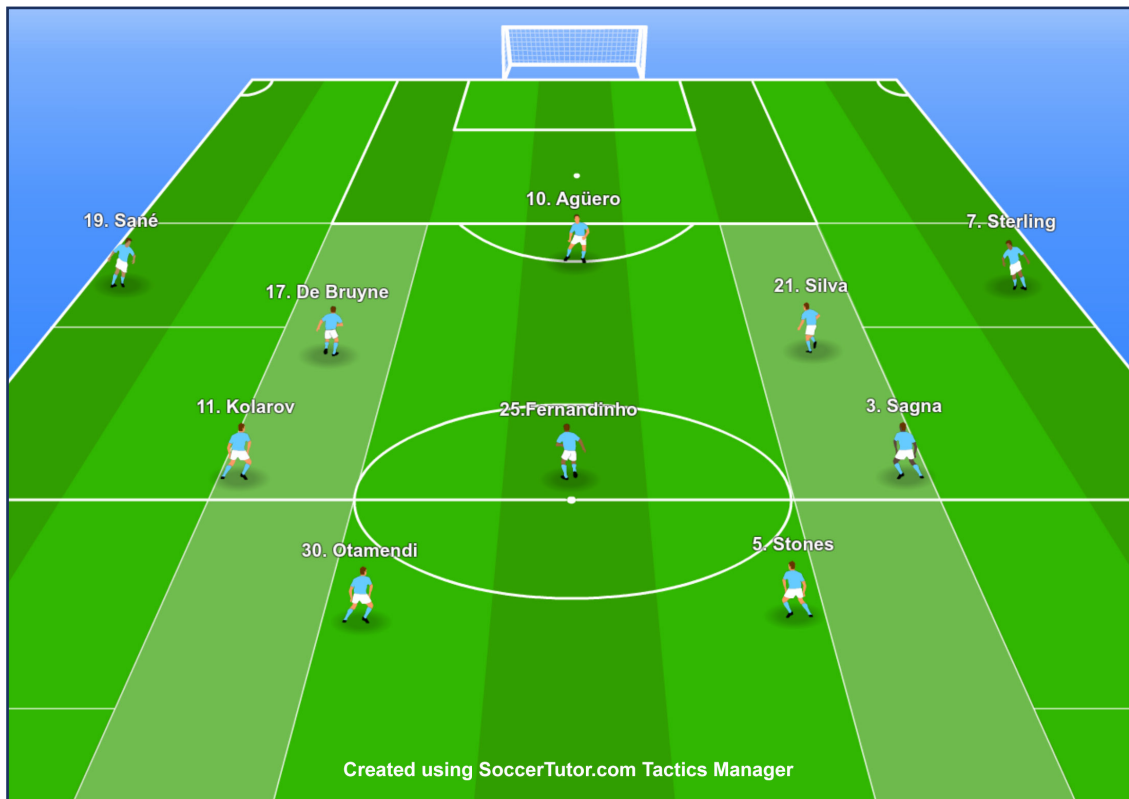 10. Agüero
19. Sané
7. Sterling
17. De Bruyne
21. Silva
11. Kolarov
25.Fernandinho
3. Sagna
30. Otamendi
5. Stones
Created using SoccerTutor.com Tactics Manager